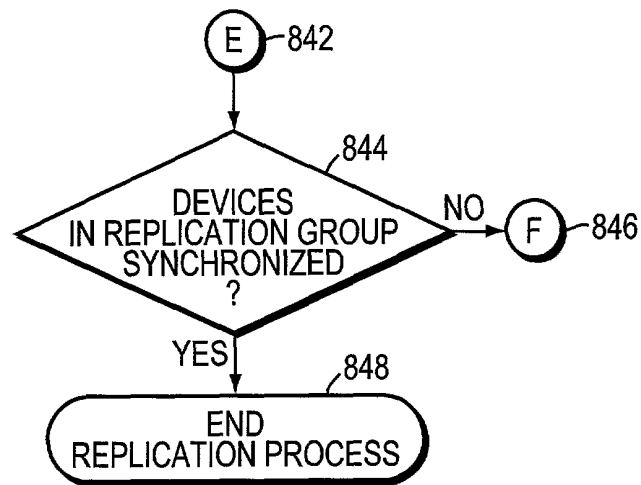 E 842
844
DEVICES
IN REPLICATION GROUP
SYNCHRONIZED
?
NO
F 846
YES
848
END
REPLICATION PROCESS